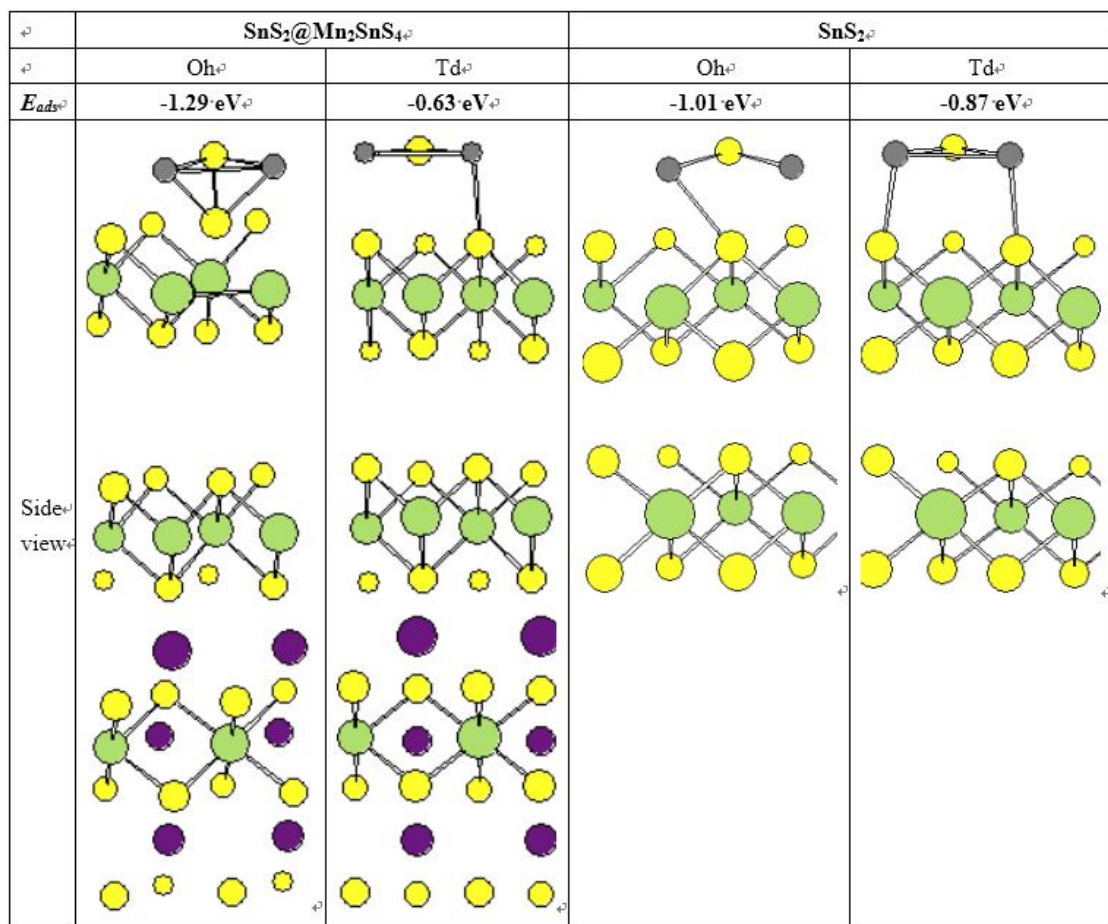 SnS₂@Mn₂SnS₄ SnS₂
Oh Td Oh Td
E_ads -1.29 eV -0.63 eV -1.01 eV -0.87 eV
Side
view